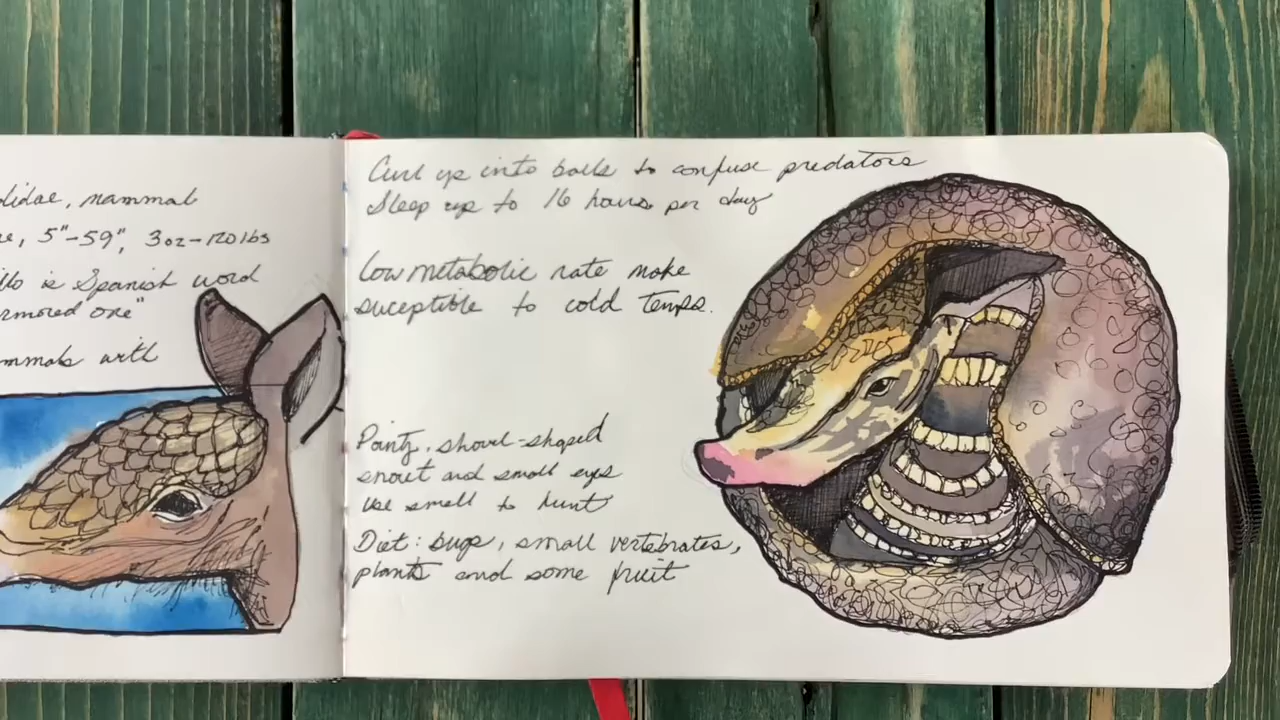 lidae, mammal
e, 5"-59", 3oz-120lbs
llo is Spanish word
rmored one"
mmals with
Curl up into balls to confuse predators
Sleep up to 16 hours per day
Low metabolic rate make
suceptible to cold temps.
Pointy, shovel-shaped
snout and small eyes
Use smell to hunt
Diet: bugs, small vertebrates,
plants and some fruit